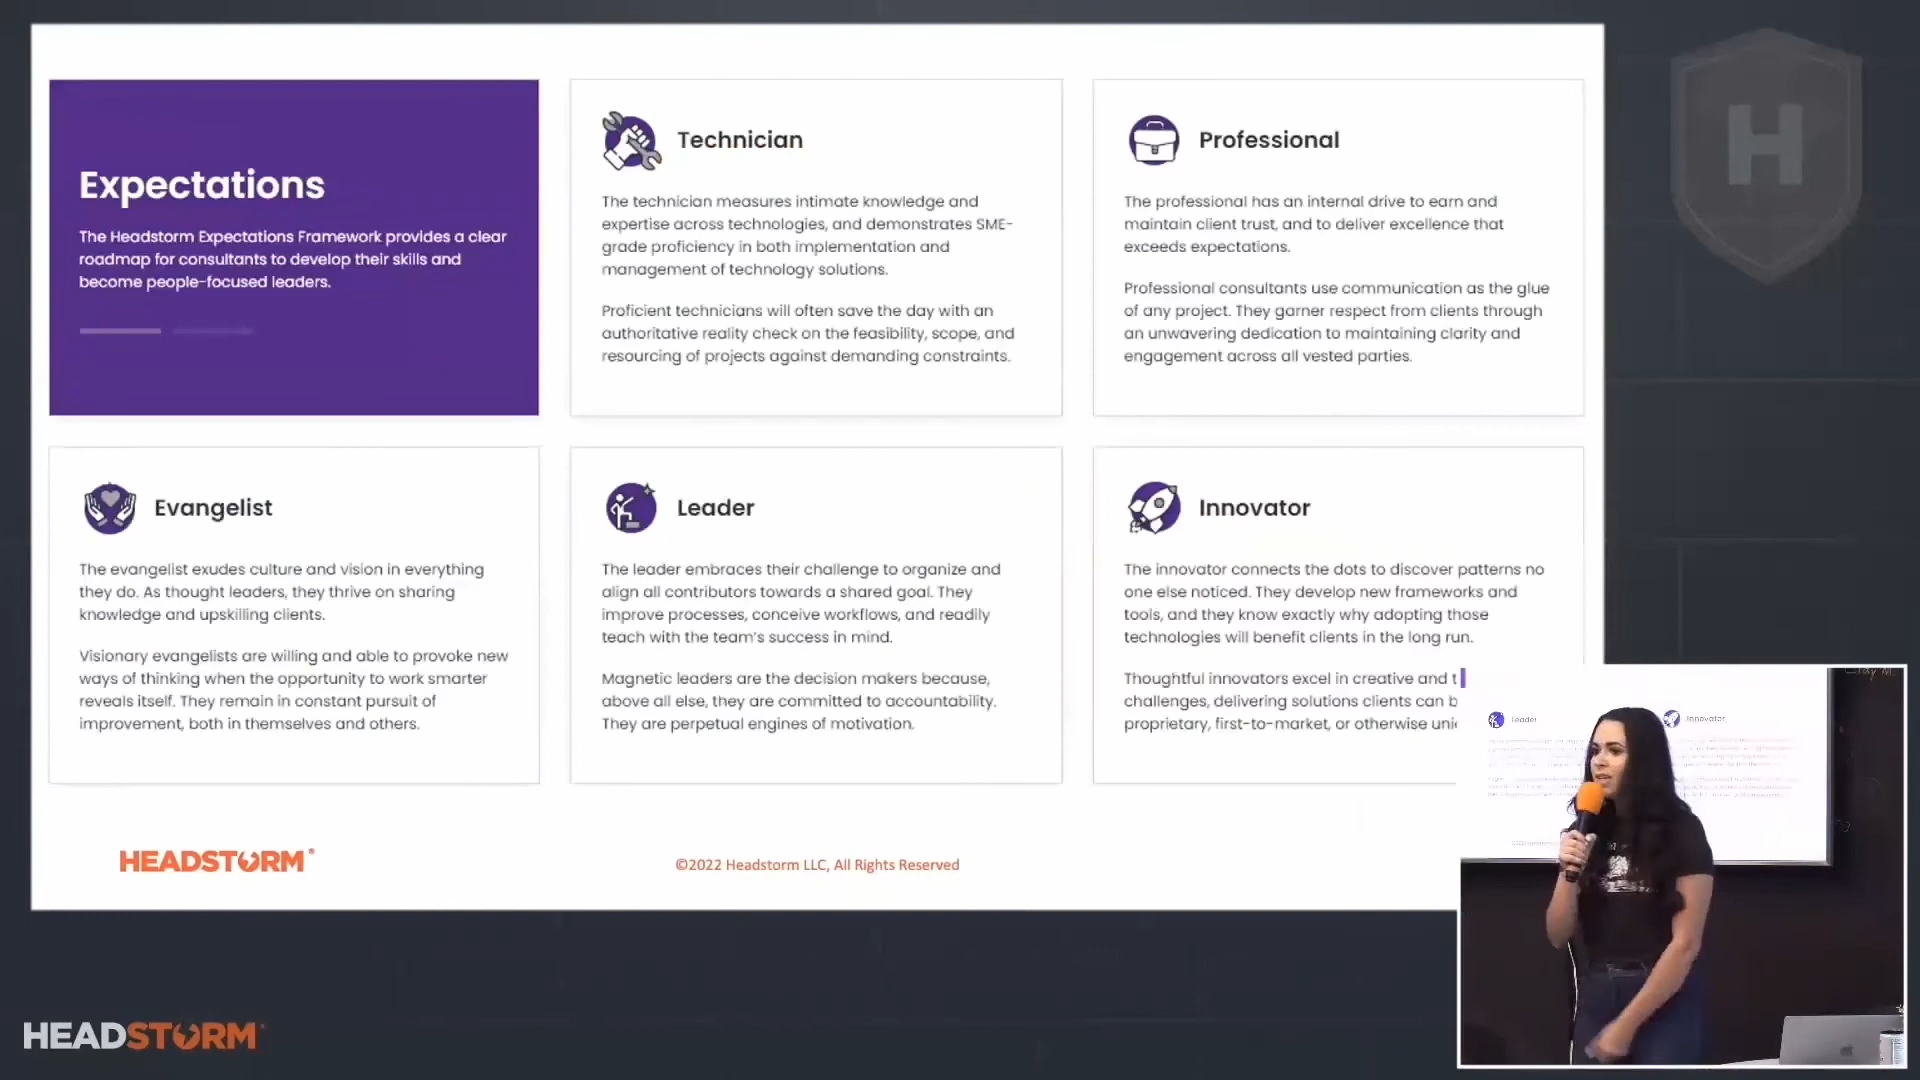 Expectations
The Headstorm Expectations Framework provides a clear
roadmap for consultants to develop their skills and
become people-focused leaders.
Technician
The technician measures intimate knowledge and
expertise across technologies, and demonstrates SME-
grade proficiency in both implementation and
management of technology solutions.
Proficient technicians will often save the day with an
authoritative reality check on the feasibility, scope, and
resourcing of projects against demanding constraints.
Professional
The professional has an internal drive to earn and
maintain client trust, and to deliver excellence that
exceeds expectations.
Professional consultants use communication as the glue
of any project. They garner respect from clients through
an unwavering dedication to maintaining clarity and
engagement across all vested parties.
Evangelist
The evangelist exudes culture and vision in everything
they do. As thought leaders, they thrive on sharing
knowledge and upskilling clients.
Visionary evangelists are willing and able to provoke new
ways of thinking when the opportunity to work smarter
reveals itself. They remain in constant pursuit of
improvement, both in themselves and others.
Leader
The leader embraces their challenge to organize and
align all contributors towards a shared goal. They
improve processes, conceive workflows, and readily
teach with the team's success in mind.
Magnetic leaders are the decision makers because,
above all else, they are committed to accountability.
They are perpetual engines of motivation.
Innovator
The innovator connects the dots to discover patterns no
one else noticed. They develop new frameworks and
tools, and they know exactly why adopting those
technologies will benefit clients in the long run.
Thoughtful innovators excel in creative and
challenges, delivering solutions clients can
proprietary, first-to-market, or otherwise
HEADSTORM®
©2022 Headstorm LLC, All Rights Reserved
H
Leader
Innovator
HEADSTORM